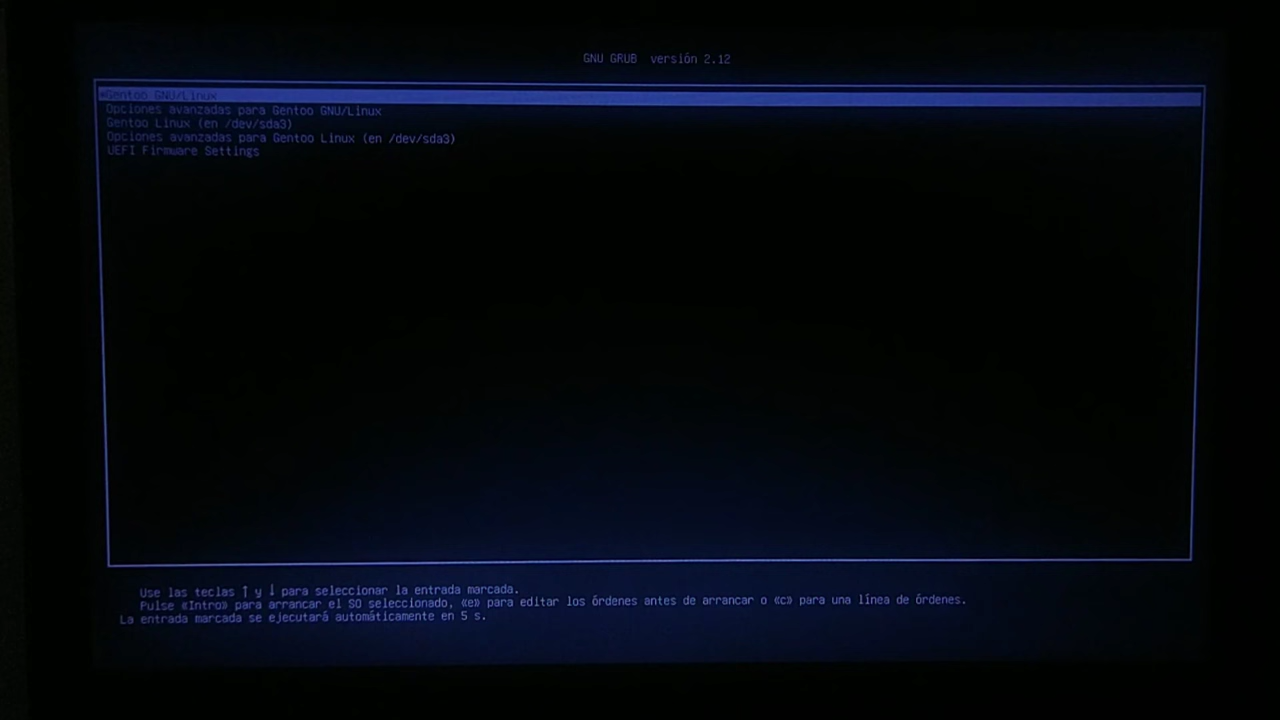 GNU GRUB versión 2.12
*Gentoo GNU/Linux
Opciones avanzadas para Gentoo GNU/Linux
Gentoo Linux (en /dev/sda3)
Opciones avanzadas para Gentoo Linux (en /dev/sda3)
UEFI Firmware Settings
Use las teclas ↑ y ↓ para seleccionar la entrada marcada.
Pulse «Intro» para arrancar el SO seleccionado, «e» para editar los órdenes antes de arrancar o «c» para una línea de órdenes.
La entrada marcada se ejecutará automáticamente en 5 s.